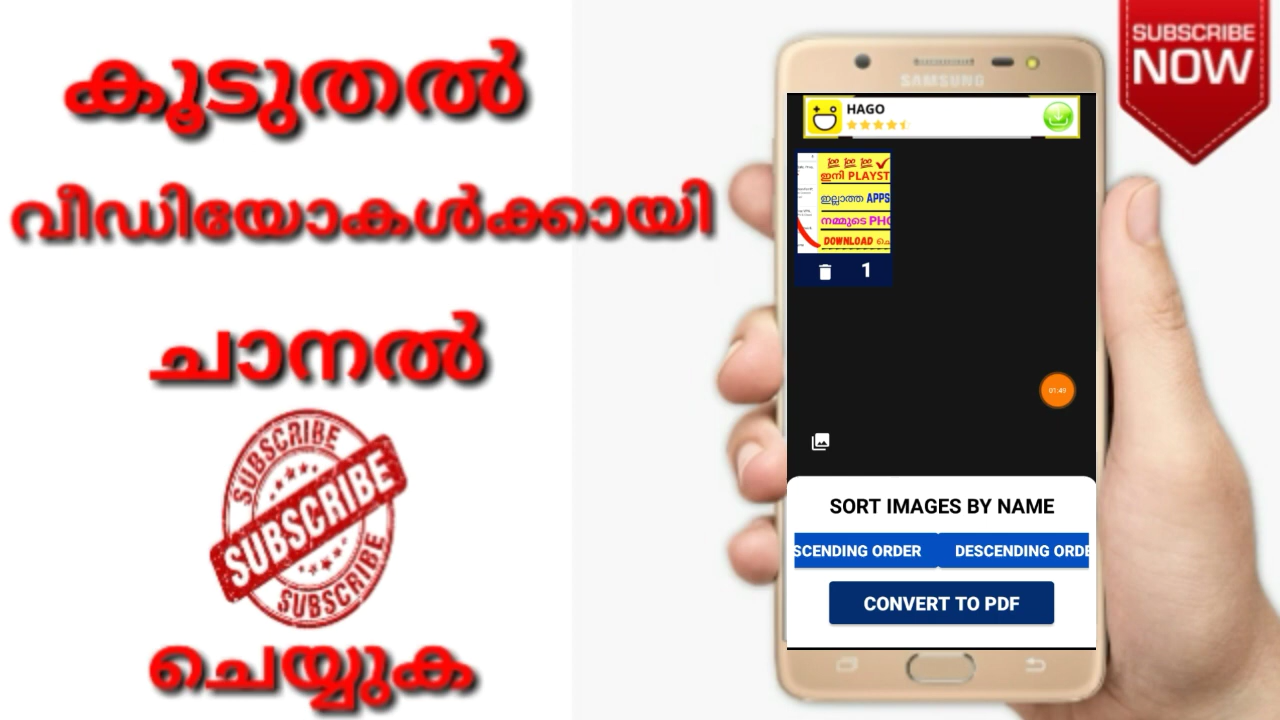 കൂടുതൽ
വീഡിയോകൾക്കായി
ചാനൽ
SUBSCRIBE
SUBSCRIBE
SUBSCRIBE
ചെയ്യുക
SUBSCRIBE
NOW
SAMSUNG
HAGO
ഇനി PLAYST
ഇല്ലാത്ത APPS
നമ്മുടെ PHO
DOWNLOAD ചെ
1
01:49
SORT IMAGES BY NAME
SCENDING ORDER
DESCENDING ORDE
CONVERT TO PDF